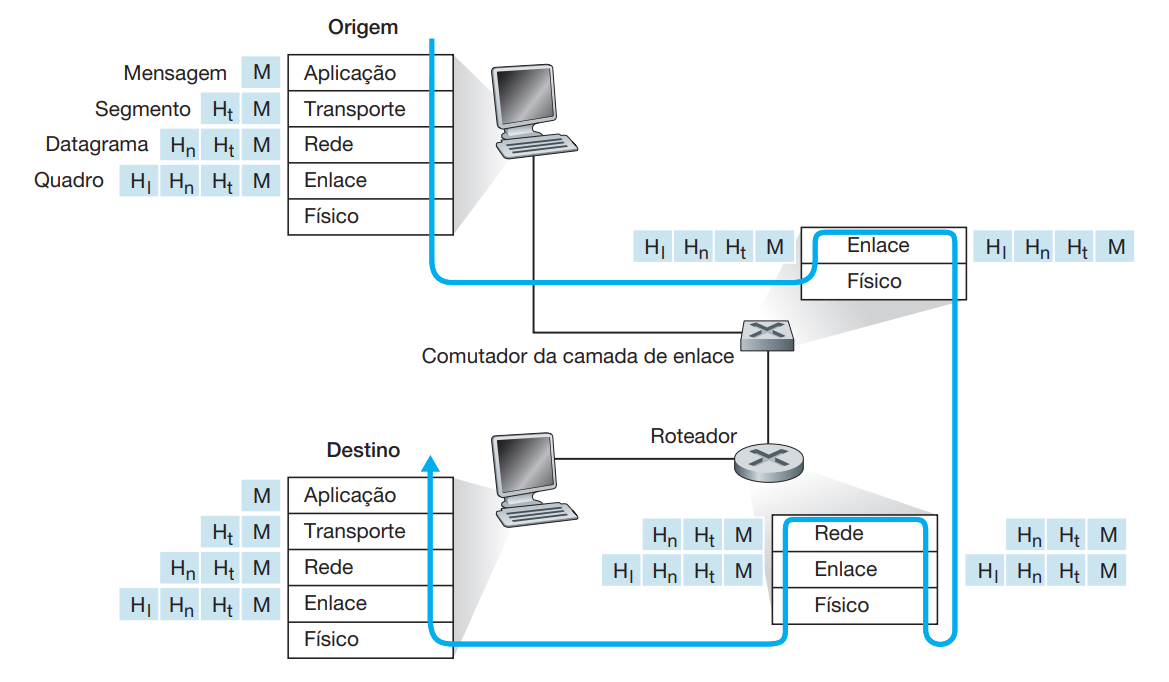 Origem
Mensagem M Aplicação
Segmento Ht M Transporte
Datagrama Hn Ht M Rede
Quadro Hl Hn Ht M Enlace
Físico
Hl Hn Ht M Enlace Hl Hn Ht M
Físico
Comutador da camada de enlace
Roteador
Destino
M Aplicação
Ht M Transporte
Hn Ht M Rede
Hl Hn Ht M Enlace
Físico
Hn Ht M Rede Hn Ht M
Hl Hn Ht M Enlace Hl Hn Ht M
Físico